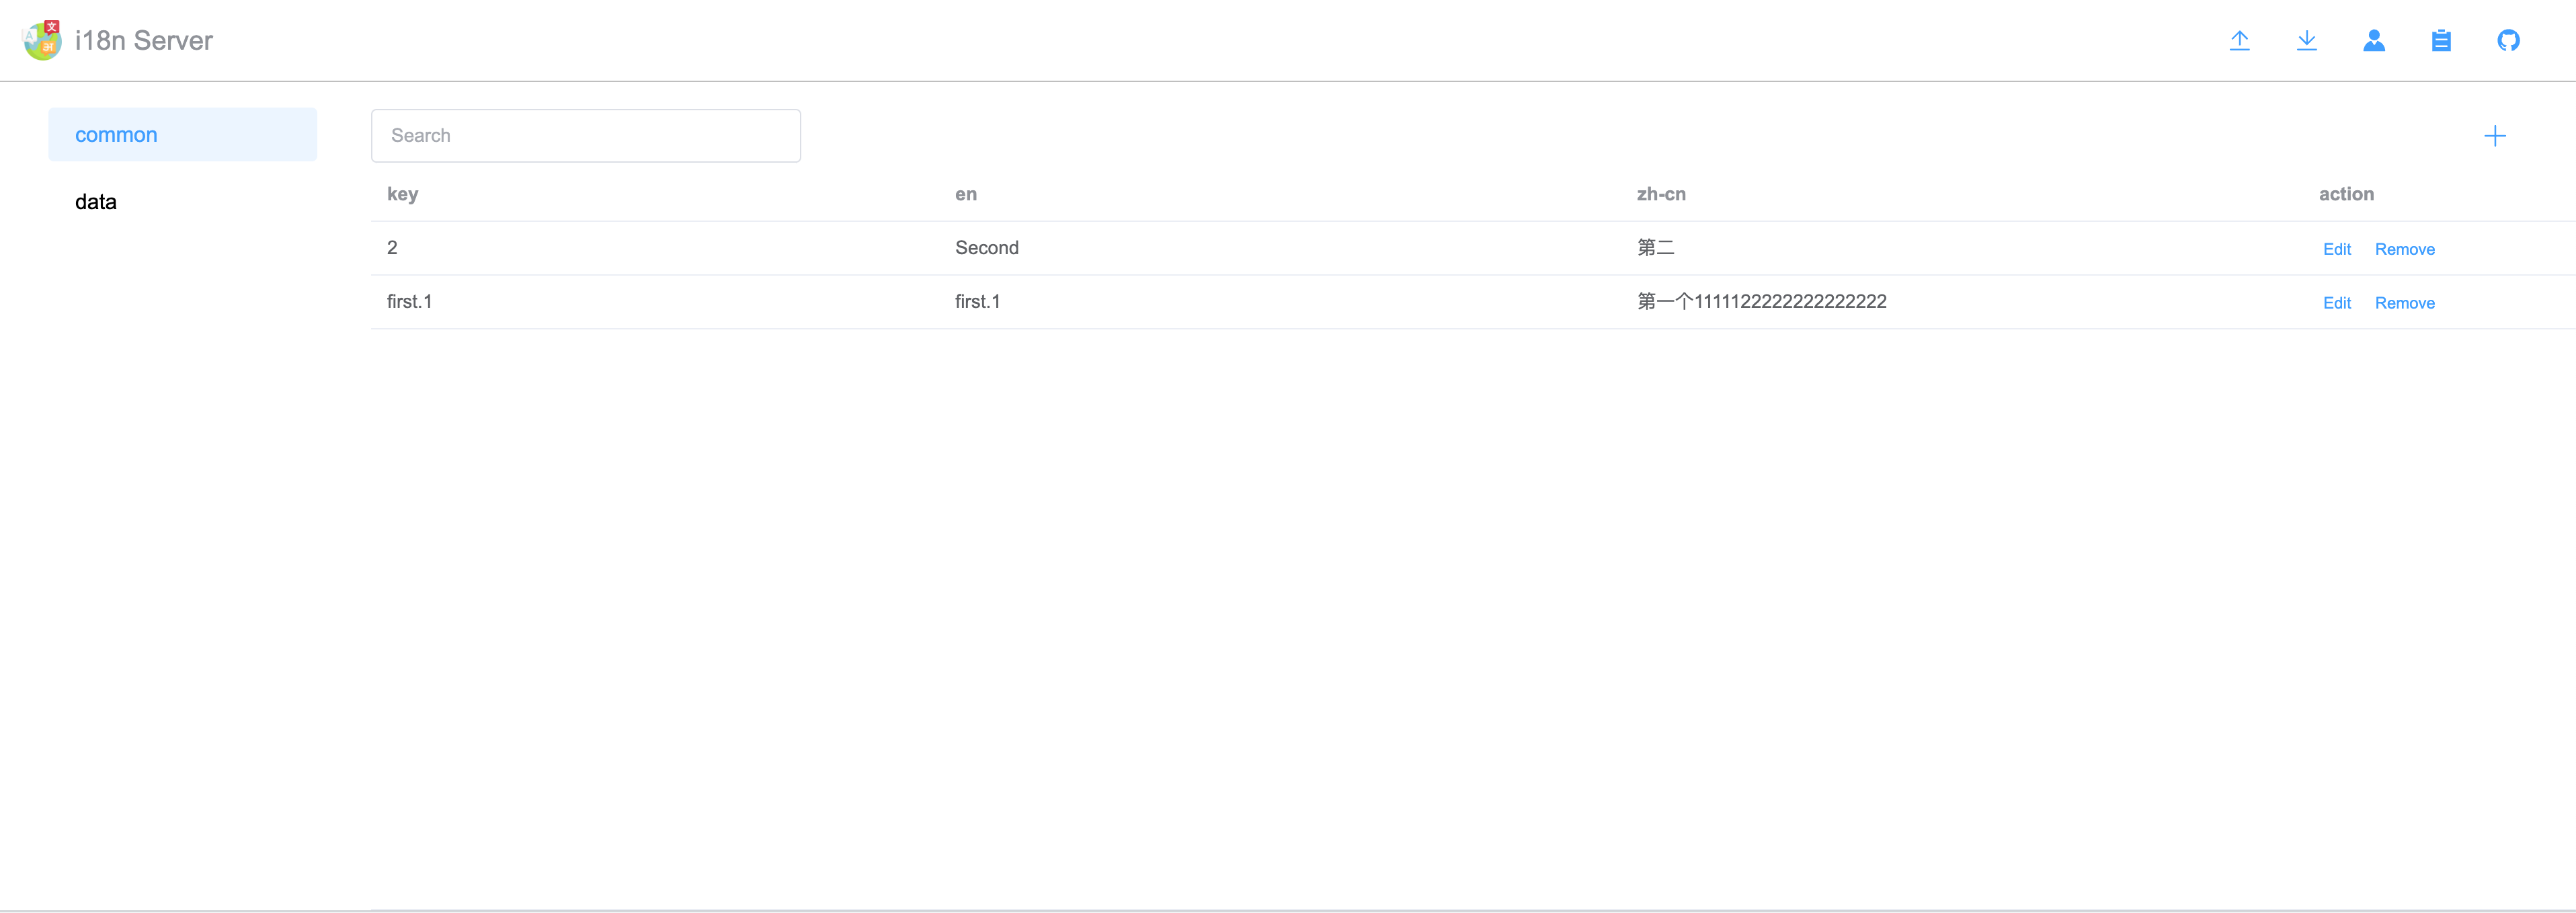 i18n Server
common
data
Search
key en zh-cn action
2 Second 第二 Edit Remove
first.1 first.1 第一个1111122222222222222 Edit Remove